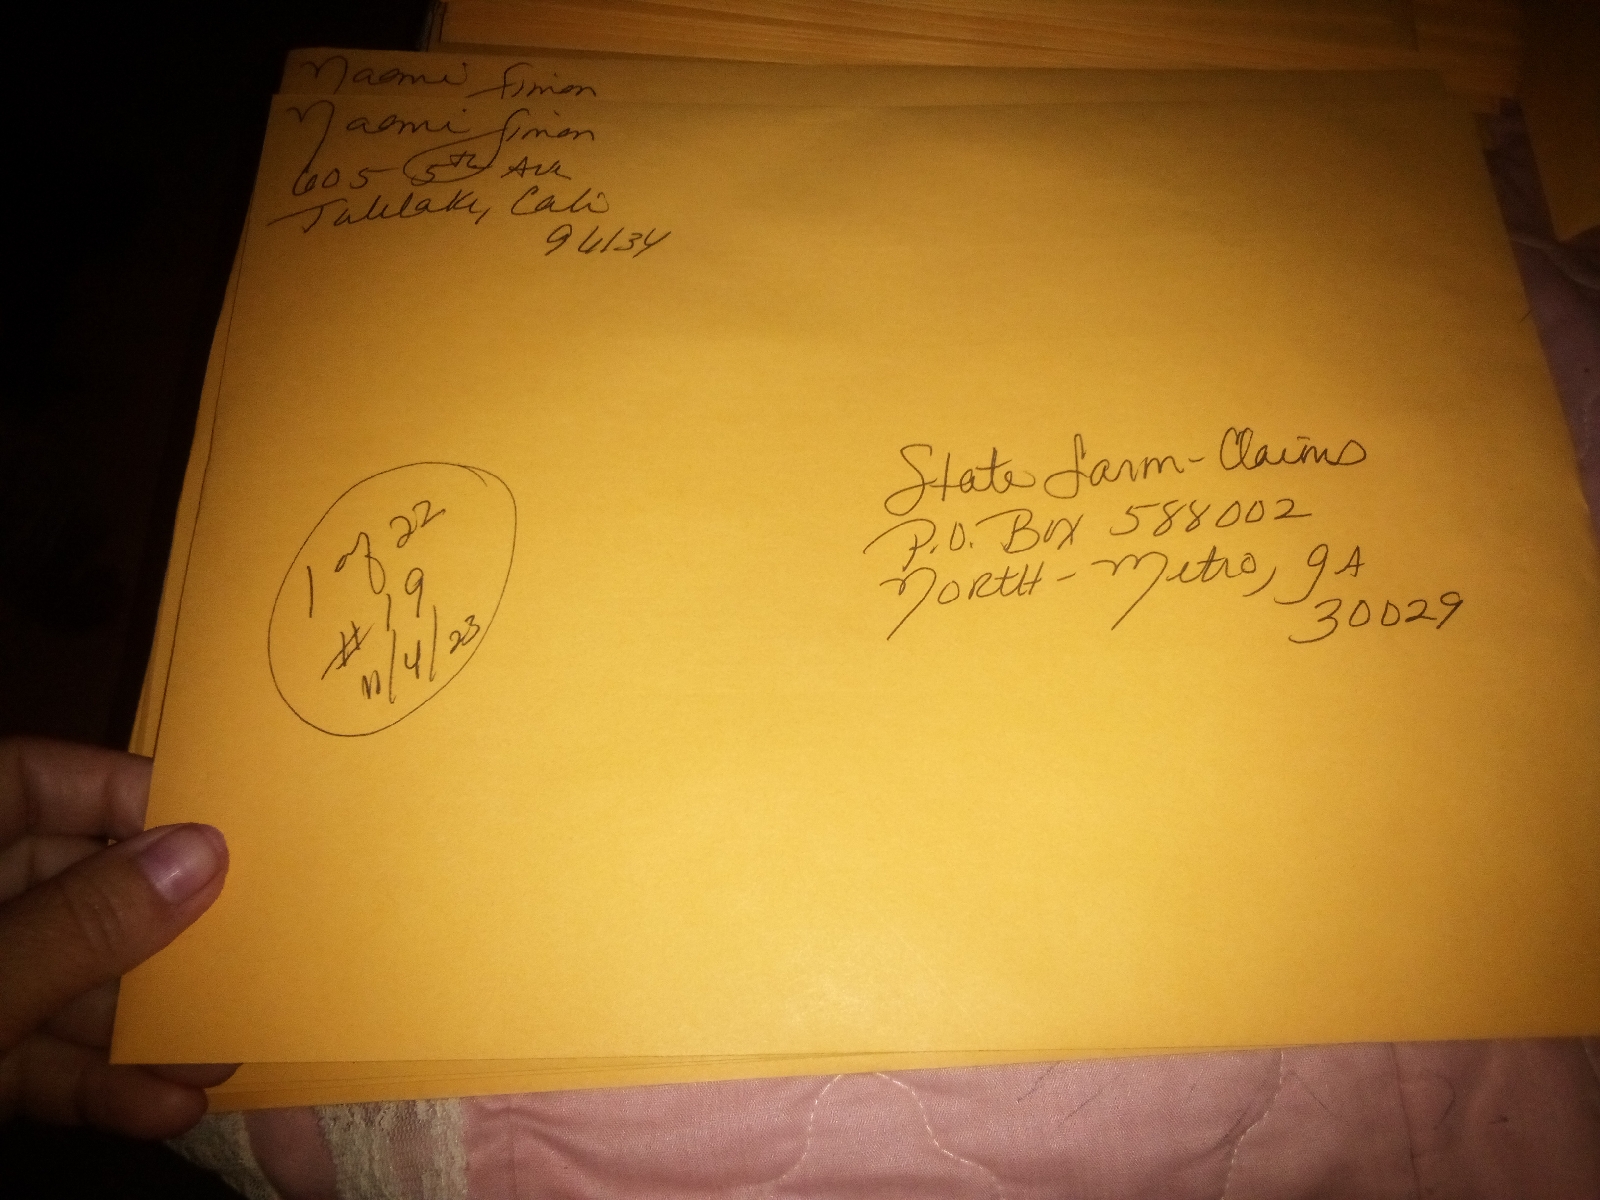 Naomi Simon
Naomi Simon
605 5th Ave
Tulelake, Cali
96134
1 of 22
# 19
11/4/23
State Farm-Claims
P.O. Box 588002
North-Metro, GA
30029